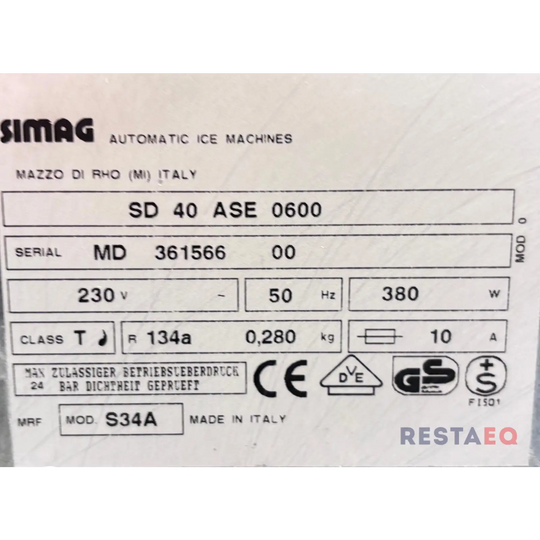 SIMAG AUTOMATIC ICE MACHINES
MAZZO DI RHO (MI) ITALY
SD 40 ASE 0600
MOD 0
SERIAL MD 361566 00
230 V ~ 50 Hz 380 W
CLASS T R 134a 0,280 kg 10 A
MAX ZULASSIGER BETRIEBSUEBERDRUCK
24 BAR DICHTHEIT GEPRUEFT
CE DVE GS +S
FI501
MRF MOD. S34A MADE IN ITALY
RESTAEQ